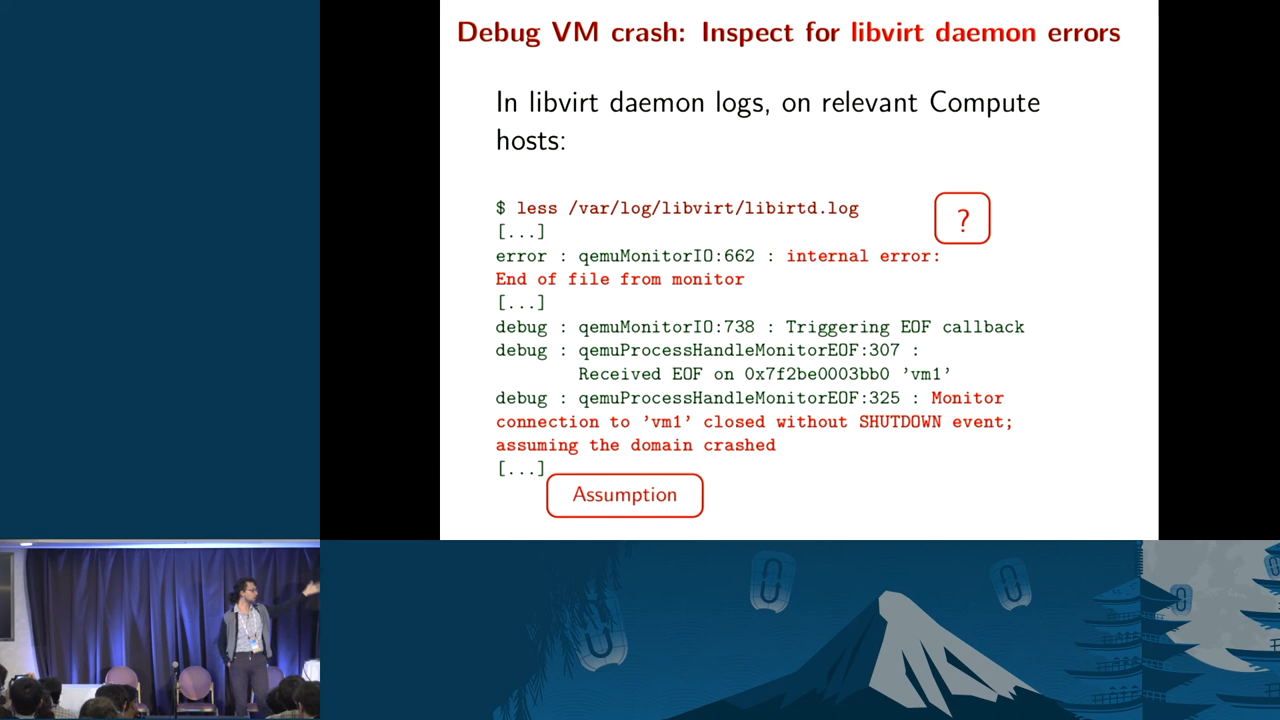 Debug VM crash: Inspect for libvirt daemon errors
In libvirt daemon logs, on relevant Compute
hosts:
$ less /var/log/libvirt/libirtd.log
?
[...]
error : qemuMonitorIO:662 : internal error:
End of file from monitor
[...]
debug : qemuMonitorIO:738 : Triggering EOF callback
debug : qemuProcessHandleMonitorEOF:307 :
Received EOF on 0x7f2be0003bb0 ’vm1’
debug : qemuProcessHandleMonitorEOF:325 : Monitor
connection to ’vm1’ closed without SHUTDOWN event;
assuming the domain crashed
[...]
Assumption